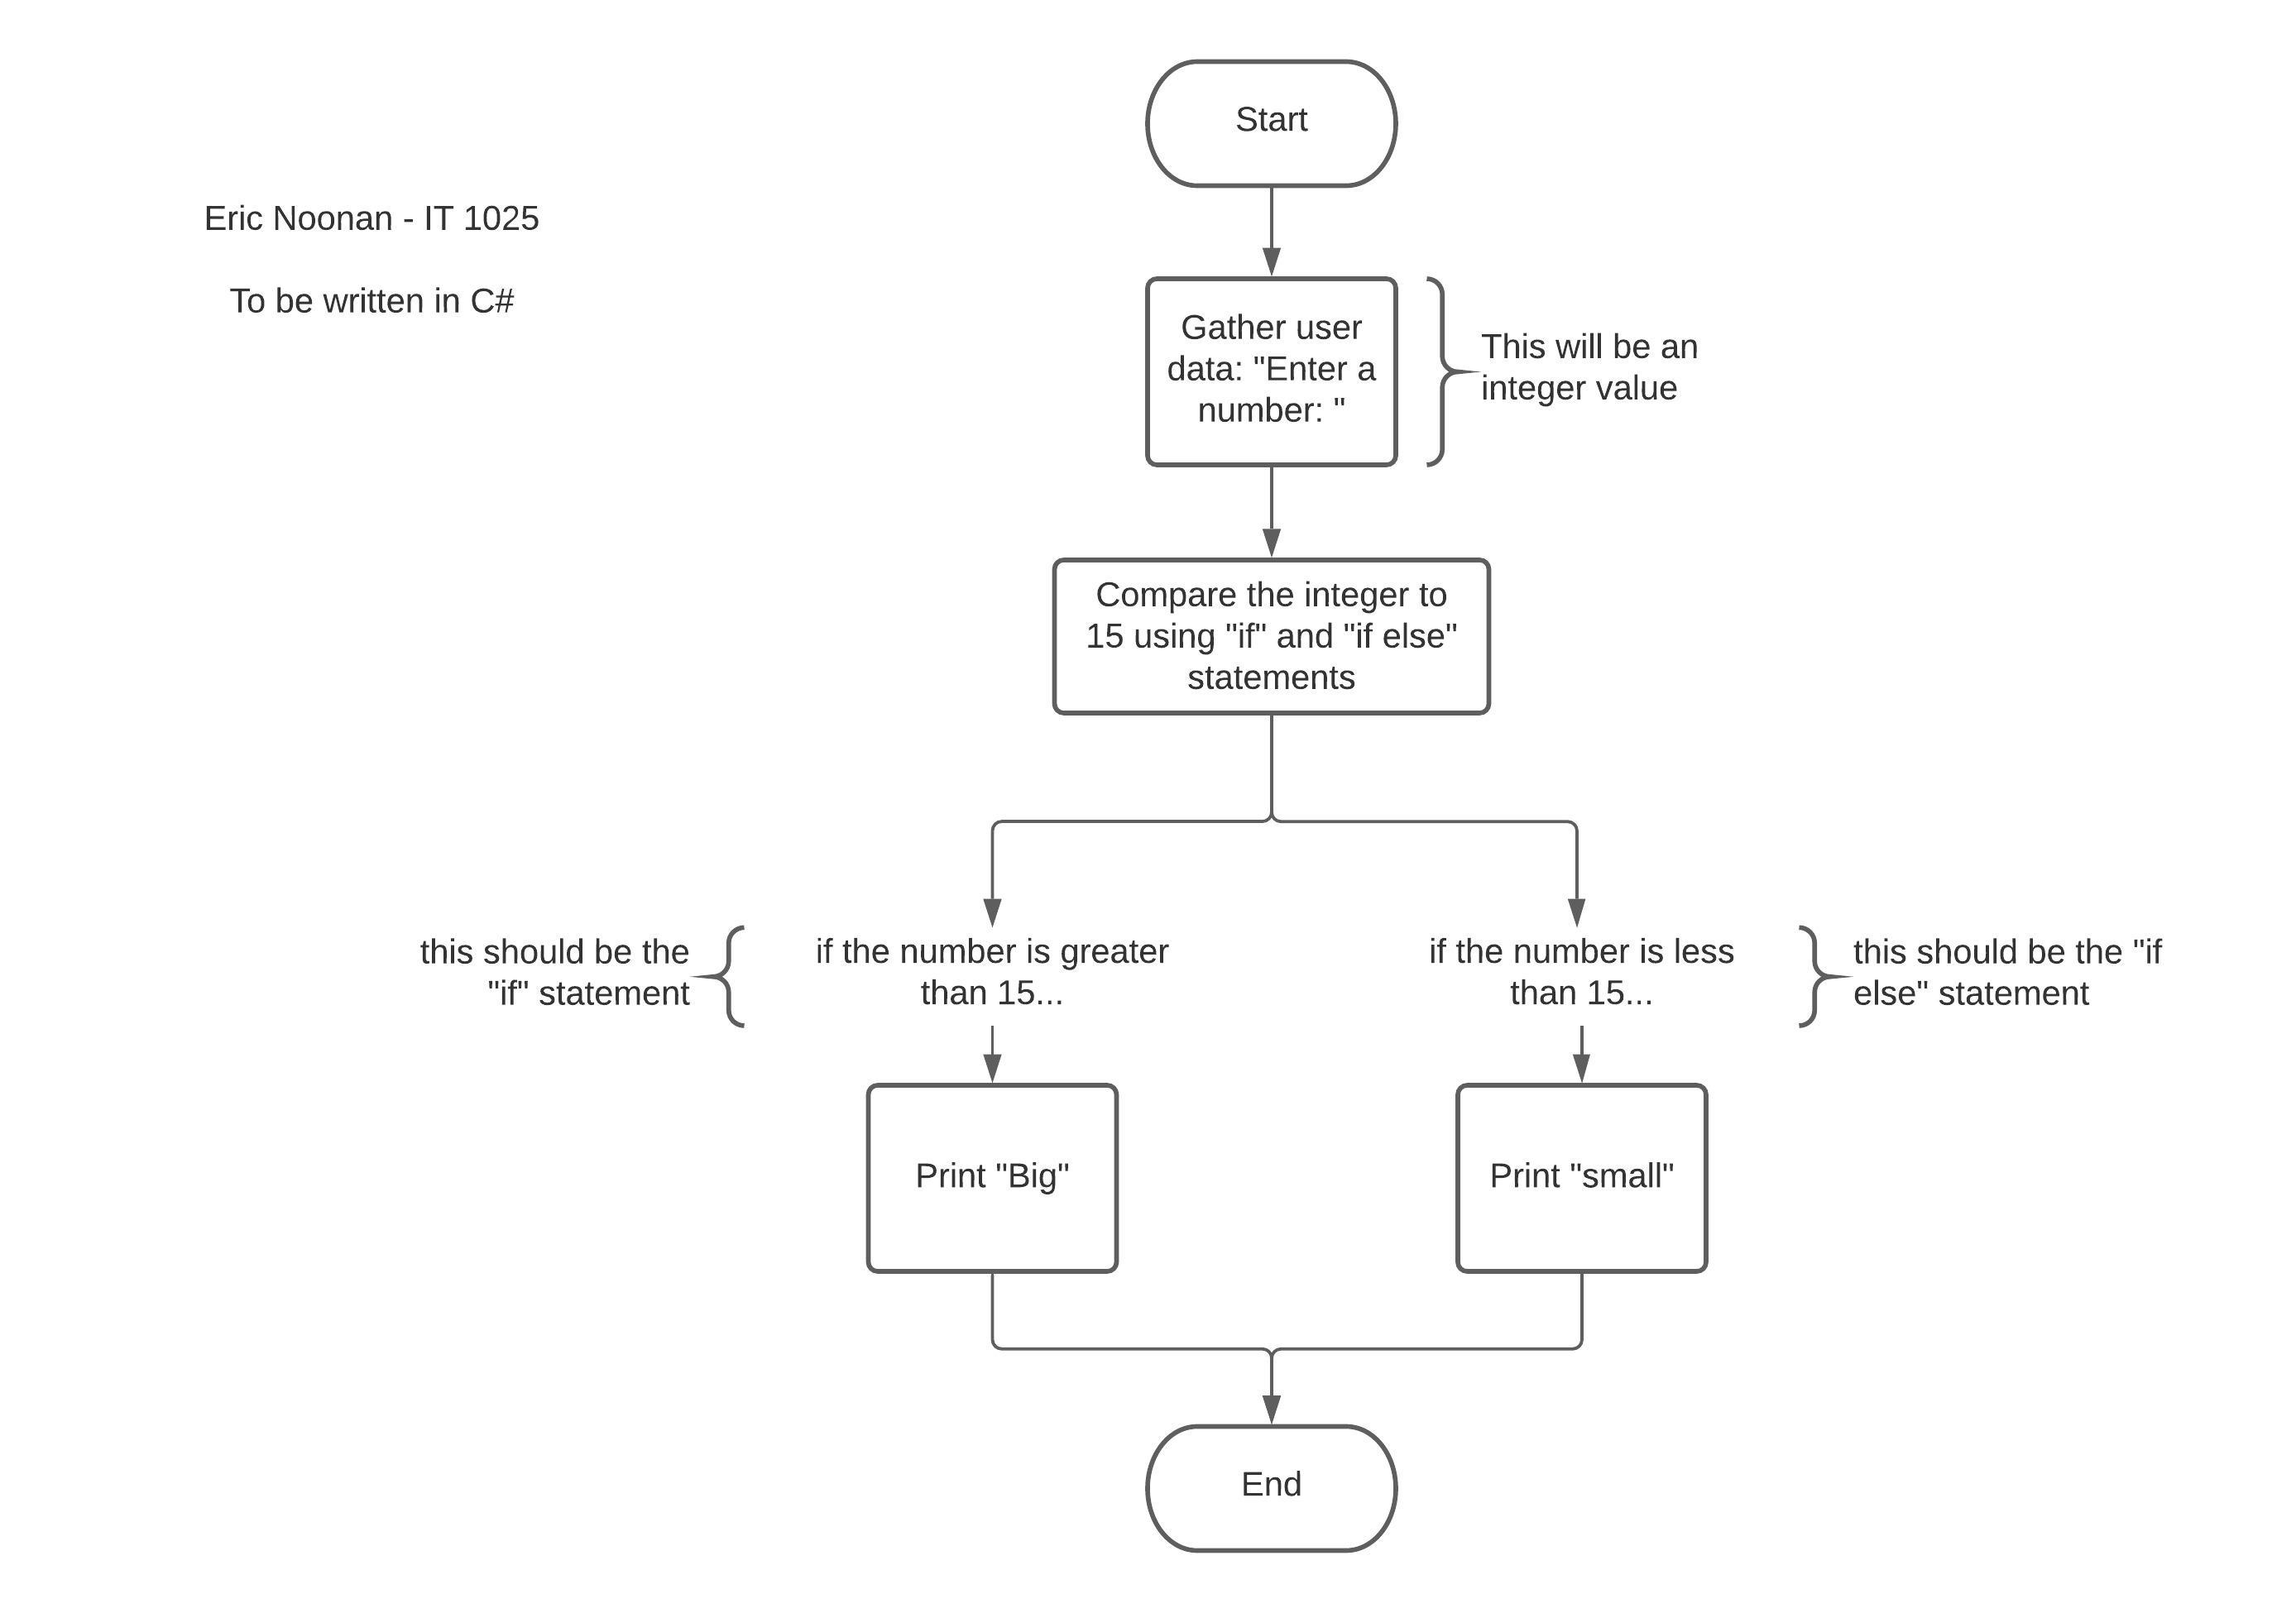 Start
Eric Noonan - IT 1025
To be written in C#
Gather user
data: "Enter a
number: "
This will be an
integer value
Compare the integer to
15 using "if" and "if else"
statements
this should be the
"if" statement
if the number is greater
than 15...
if the number is less
than 15...
this should be the "if
else" statement
Print "Big"
Print "small"
End